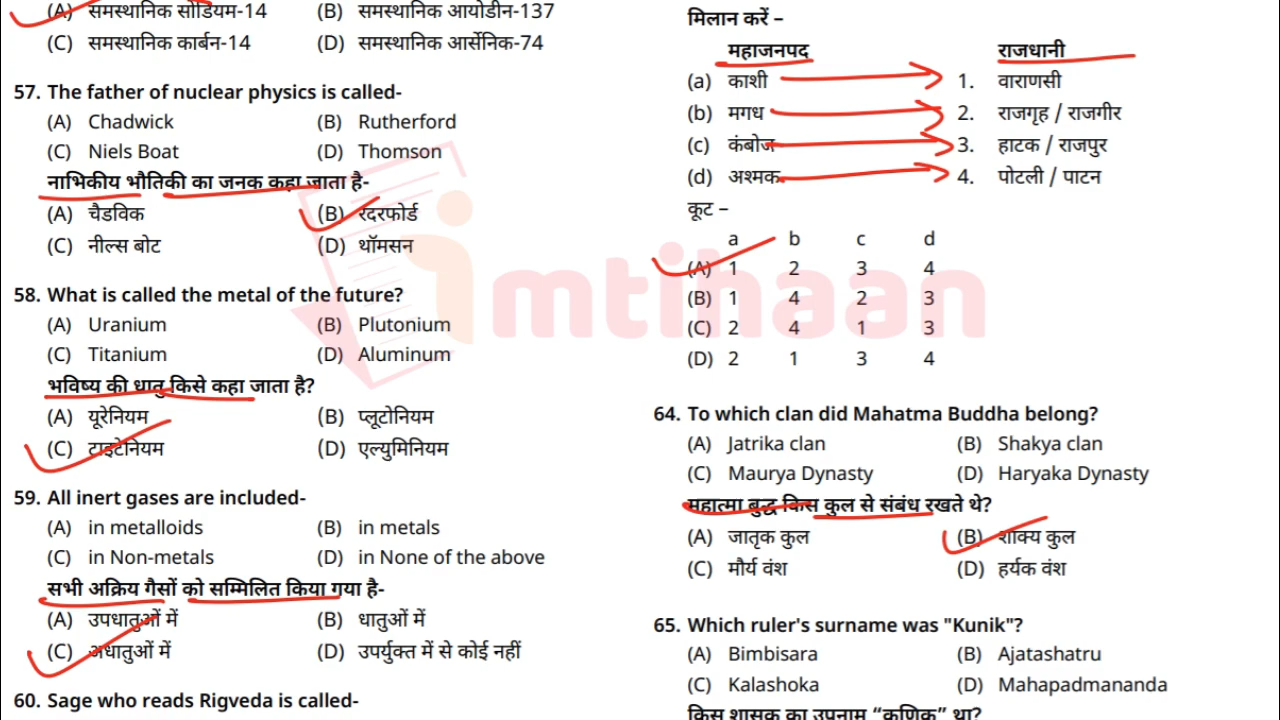 (A) समस्थानिक सोडियम-14 (B) समस्थानिक आयोडीन-137
(C) समस्थानिक कार्बन-14 (D) समस्थानिक आर्सेनिक-74
57. The father of nuclear physics is called-
(A) Chadwick (B) Rutherford
(C) Niels Boat (D) Thomson
नाभिकीय भौतिकी का जनक कहा जाता है-
(A) चैडविक (B) रदरफोर्ड
(C) नील्स बोट (D) थॉमसन
58. What is called the metal of the future?
(A) Uranium (B) Plutonium
(C) Titanium (D) Aluminum
भविष्य की धातु किसे कहा जाता है?
(A) यूरेनियम (B) प्लूटोनियम
(C) टाइटेनियम (D) एल्युमिनियम
59. All inert gases are included-
(A) in metalloids (B) in metals
(C) in Non-metals (D) in None of the above
सभी अक्रिय गैसों को सम्मिलित किया गया है-
(A) उपधातुओं में (B) धातुओं में
(C) अधातुओं में (D) उपर्युक्त में से कोई नहीं
60. Sage who reads Rigveda is called-
मिलान करें –
महाजनपद राजधानी
(a) काशी 1. वाराणसी
(b) मगध 2. राजगृह / राजगीर
(c) कंबोज 3. हाटक / राजपुर
(d) अश्मक 4. पोटली / पाटन
कूट –
a b c d
(A) 1 2 3 4
(B) 1 4 2 3
(C) 2 4 1 3
(D) 2 1 3 4
64. To which clan did Mahatma Buddha belong?
(A) Jatrika clan (B) Shakya clan
(C) Maurya Dynasty (D) Haryaka Dynasty
महात्मा बुद्ध किस कुल से संबंध रखते थे?
(A) जातृक कुल (B) शाक्य कुल
(C) मौर्य वंश (D) हर्यक वंश
65. Which ruler's surname was "Kunik"?
(A) Bimbisara (B) Ajatashatru
(C) Kalashoka (D) Mahapadmananda
किस शासक का उपनाम “कुणिक” था?
imtihaan